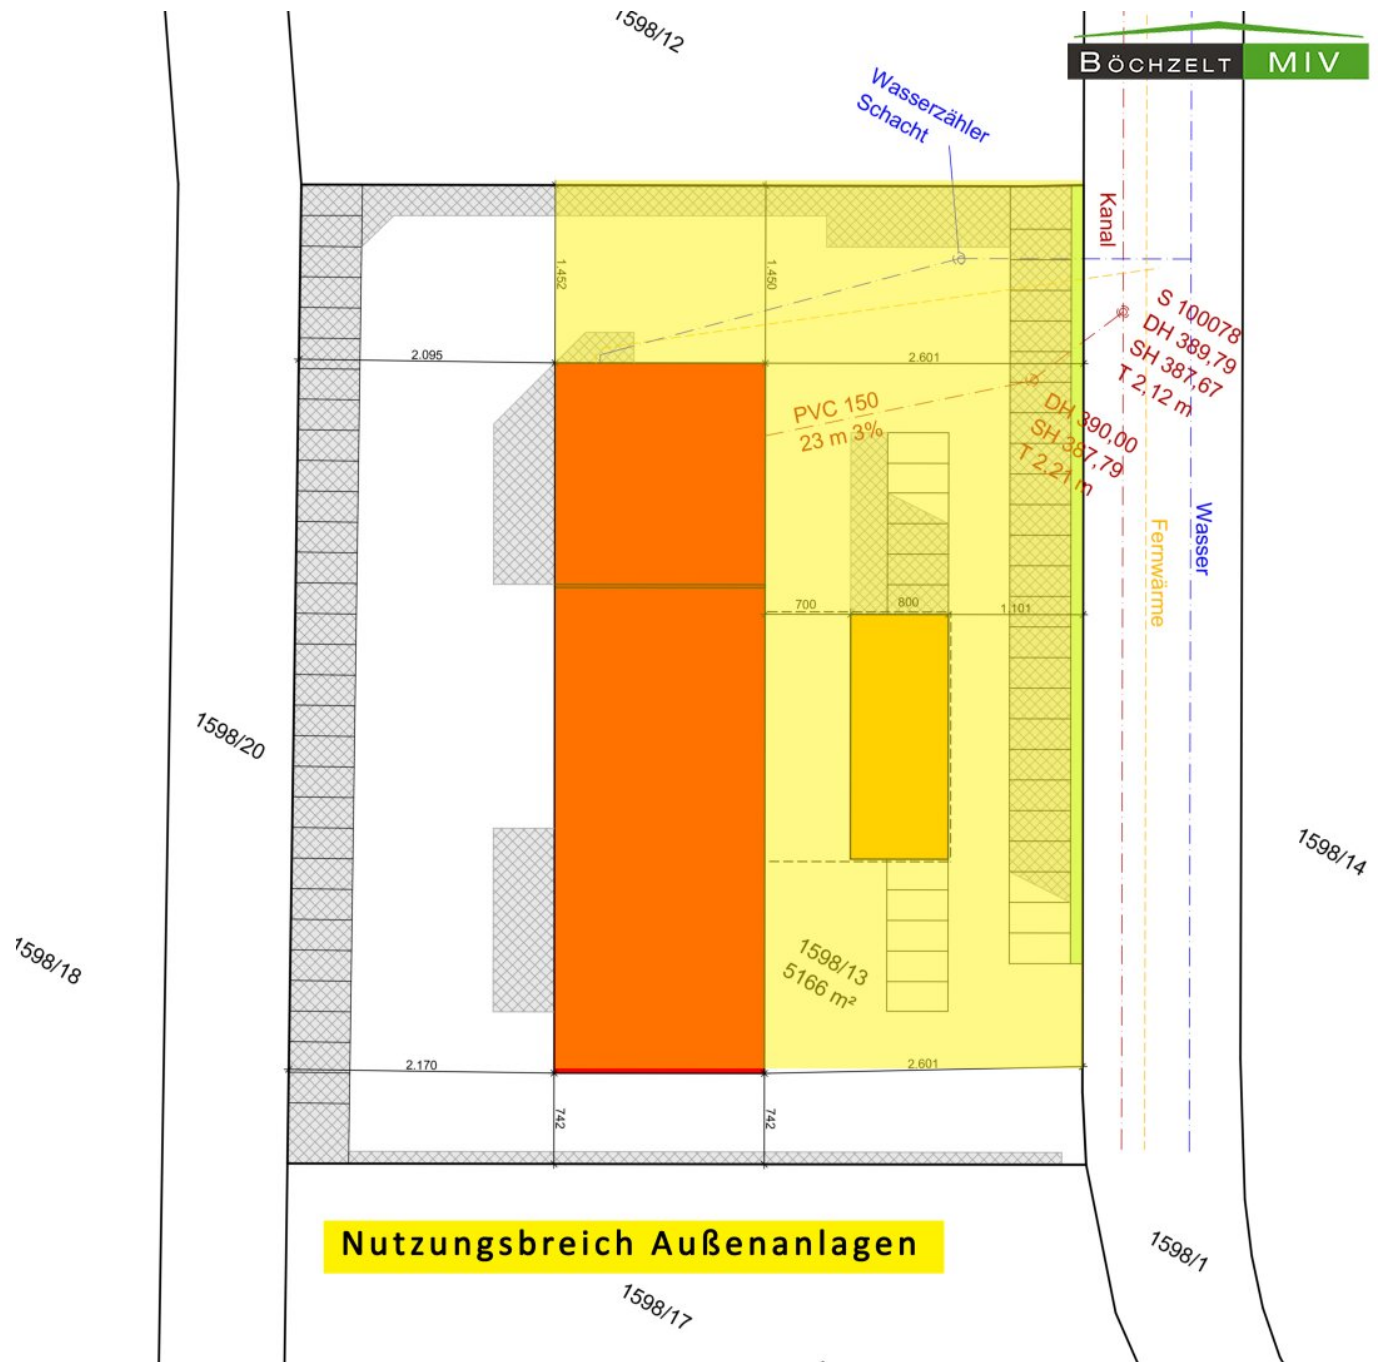 1598/12
BÖCHZELT MIV
Wasserzähler
Schacht
Kanal
1.452
1.450
S 100078
DH 389,79
SH 387,67
T 2,12 m
2.095
2.601
PVC 150
23 m 3%
DH 390,00
SH 387,79
T 2,21 m
Wasser
Fernwärme
700
800
1.101
1598/20
1598/14
1598/18
1598/13
5166 m²
2.170
2.601
742
742
Nutzungsbreich Außenanlagen
1598/1
1598/17